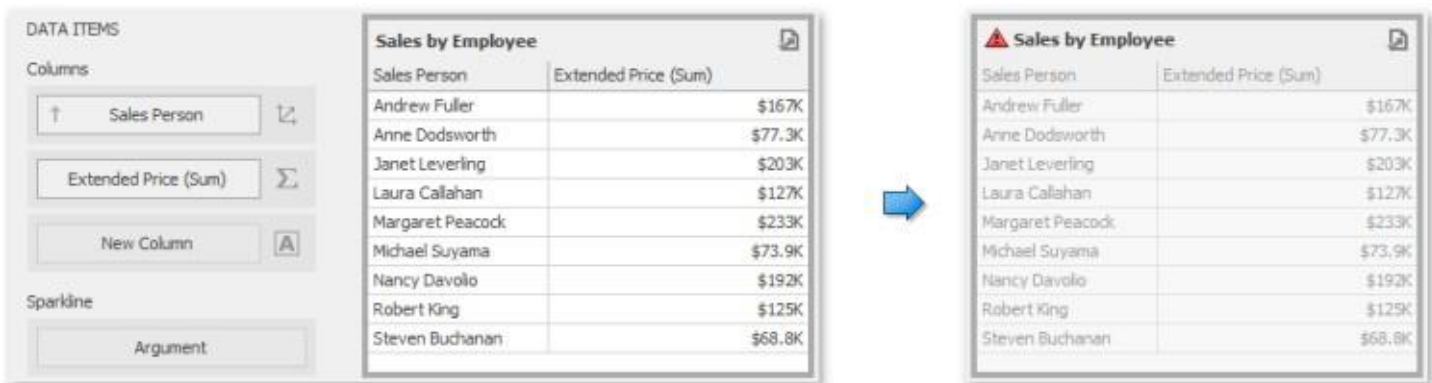 DATA ITEMS
Columns
Sales Person
Extended Price (Sum)
New Column
A
Sparkline
Argument
Sales by Employee
Sales Person Extended Price (Sum)
Andrew Fuller $167K
Anne Dodsworth $77.3K
Janet Leverling $203K
Laura Callahan $127K
Margaret Peacock $233K
Michael Suyama $73.9K
Nancy Davolio $192K
Robert King $125K
Steven Buchanan $68.8K
Sales by Employee
Sales Person Extended Price (Sum)
Andrew Fuller $167K
Anne Dodsworth $77.3K
Janet Leverling $203K
Laura Callahan $127K
Margaret Peacock $233K
Michael Suyama $73.9K
Nancy Davolio $192K
Robert King $125K
Steven Buchanan $68.8K